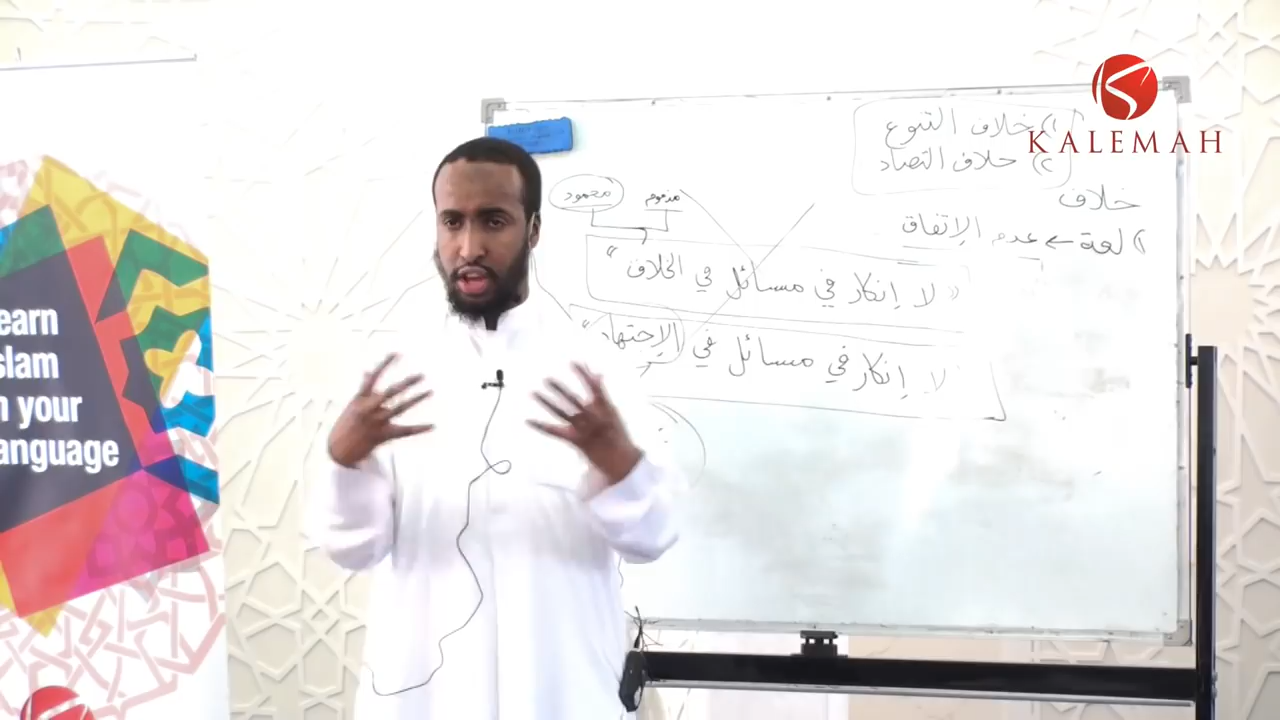 KALEMAH
earn
slam
n your
anguage
١) خلاف التنوع
٢) خلاف التضاد
خلاف
١) لغة ← عدم الإتفاق
مذموم محمود
« لا إنكار في مسائل في الخلاف "
لا إنكار في مسائل في الإجتهاد "